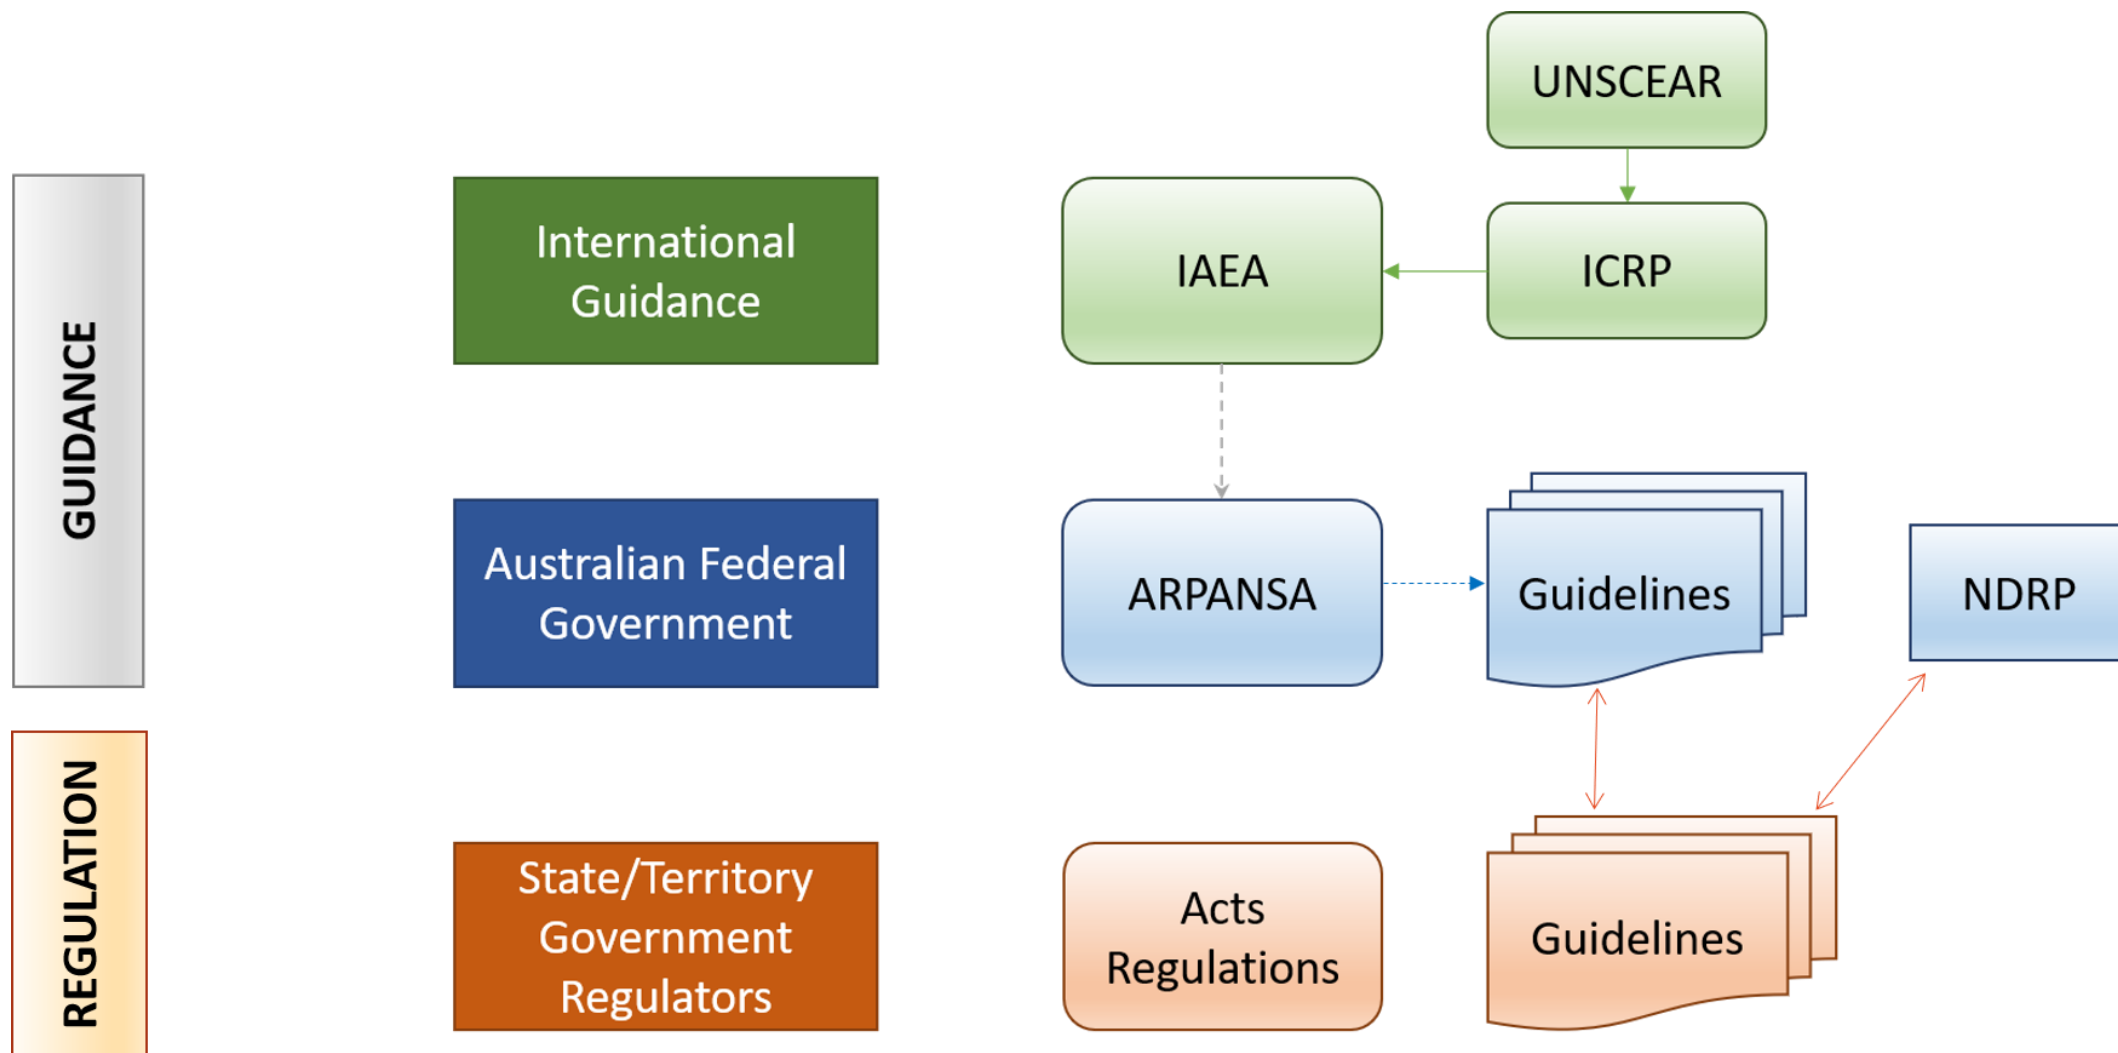 UNSCEAR
GUIDANCE
International
Guidance
IAEA
ICRP
Australian Federal
Government
ARPANSA
Guidelines
NDRP
REGULATION
State/Territory
Government
Regulators
Acts
Regulations
Guidelines